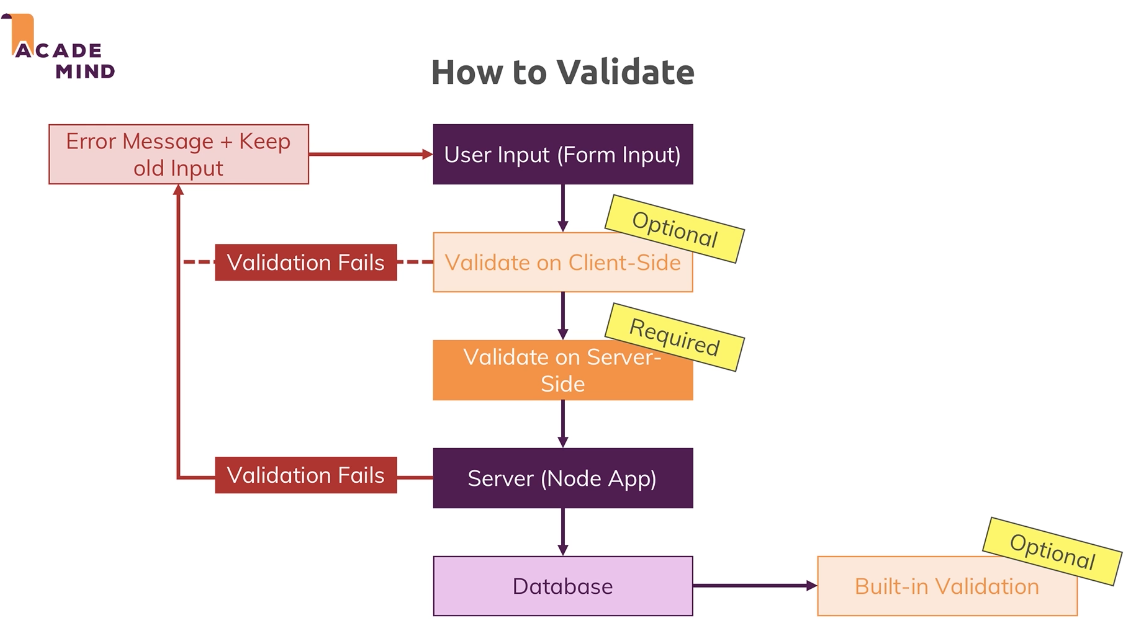 ACADE
MIND
How to Validate
Error Message + Keep
old Input
User Input (Form Input)
Optional
Validation Fails
Validate on Client-Side
Required
Validate on Server-
Side
Validation Fails
Server (Node App)
Optional
Database
Built-in Validation